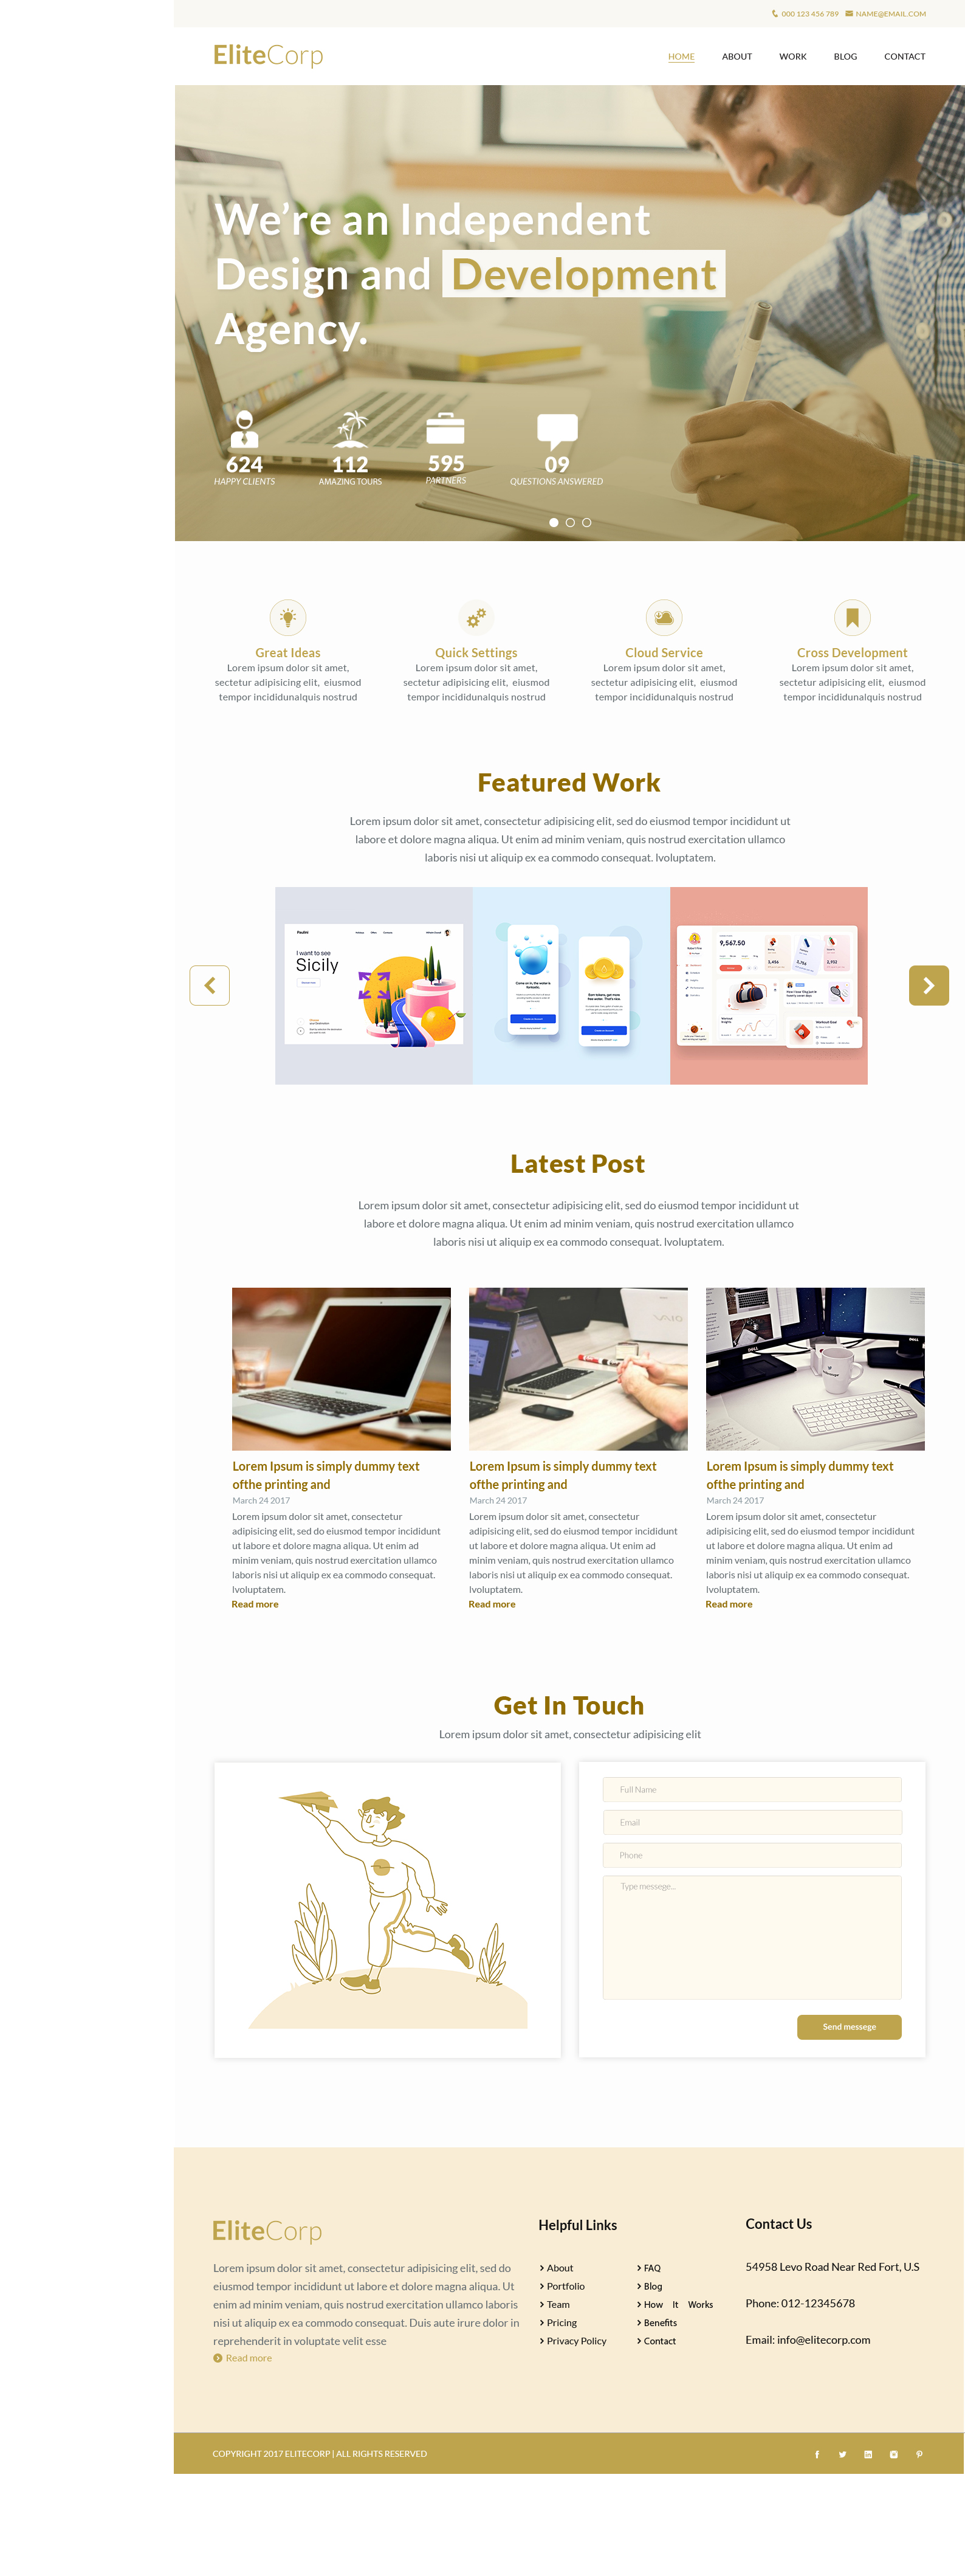 000 123 456 789 NAME@EMAIL.COM
EliteCorp
HOME ABOUT WORK BLOG CONTACT
We're an Independent
Design and Development
Agency.
624 112 595 09
HAPPY CLIENTS AMAZING TOURS PARTNERS QUESTIONS ANSWERED
Great Ideas
Lorem ipsum dolor sit amet,
sectetur adipisicing elit, eiusmod
tempor incididunalquis nostrud
Quick Settings
Lorem ipsum dolor sit amet,
sectetur adipisicing elit, eiusmod
tempor incididunalquis nostrud
Cloud Service
Lorem ipsum dolor sit amet,
sectetur adipisicing elit, eiusmod
tempor incididunalquis nostrud
Cross Development
Lorem ipsum dolor sit amet,
sectetur adipisicing elit, eiusmod
tempor incididunalquis nostrud
Featured Work
Lorem ipsum dolor sit amet, consectetur adipisicing elit, sed do eiusmod tempor incididunt ut
labore et dolore magna aliqua. Ut enim ad minim veniam, quis nostrud exercitation ullamco
laboris nisi ut aliquip ex ea commodo consequat. lvoluptatem.
I want to see
Sicily
9,567.50
Latest Post
Lorem ipsum dolor sit amet, consectetur adipisicing elit, sed do eiusmod tempor incididunt ut
labore et dolore magna aliqua. Ut enim ad minim veniam, quis nostrud exercitation ullamco
laboris nisi ut aliquip ex ea commodo consequat. lvoluptatem.
VAIO
DELL
DELL
Lorem Ipsum is simply dummy text
ofthe printing and
March 24 2017
Lorem ipsum dolor sit amet, consectetur
adipisicing elit, sed do eiusmod tempor incididunt
ut labore et dolore magna aliqua. Ut enim ad
minim veniam, quis nostrud exercitation ullamco
laboris nisi ut aliquip ex ea commodo consequat.
lvoluptatem.
Read more
Lorem Ipsum is simply dummy text
ofthe printing and
March 24 2017
Lorem ipsum dolor sit amet, consectetur
adipisicing elit, sed do eiusmod tempor incididunt
ut labore et dolore magna aliqua. Ut enim ad
minim veniam, quis nostrud exercitation ullamco
laboris nisi ut aliquip ex ea commodo consequat.
lvoluptatem.
Read more
Lorem Ipsum is simply dummy text
ofthe printing and
March 24 2017
Lorem ipsum dolor sit amet, consectetur
adipisicing elit, sed do eiusmod tempor incididunt
ut labore et dolore magna aliqua. Ut enim ad
minim veniam, quis nostrud exercitation ullamco
laboris nisi ut aliquip ex ea commodo consequat.
lvoluptatem.
Read more
Get In Touch
Lorem ipsum dolor sit amet, consectetur adipisicing elit
Full Name
Email
Phone
Type messege...
Send messege
EliteCorp
Lorem ipsum dolor sit amet, consectetur adipisicing elit, sed do
eiusmod tempor incididunt ut labore et dolore magna aliqua. Ut
enim ad minim veniam, quis nostrud exercitation ullamco laboris
nisi ut aliquip ex ea commodo consequat. Duis aute irure dolor in
reprehenderit in voluptate velit esse
Read more
Helpful Links
About
Portfolio
Team
Pricing
Privacy Policy
FAQ
Blog
How It Works
Benefits
Contact
Contact Us
54958 Levo Road Near Red Fort, U.S
Phone: 012-12345678
Email: info@elitecorp.com
COPYRIGHT 2017 ELITECORP | ALL RIGHTS RESERVED